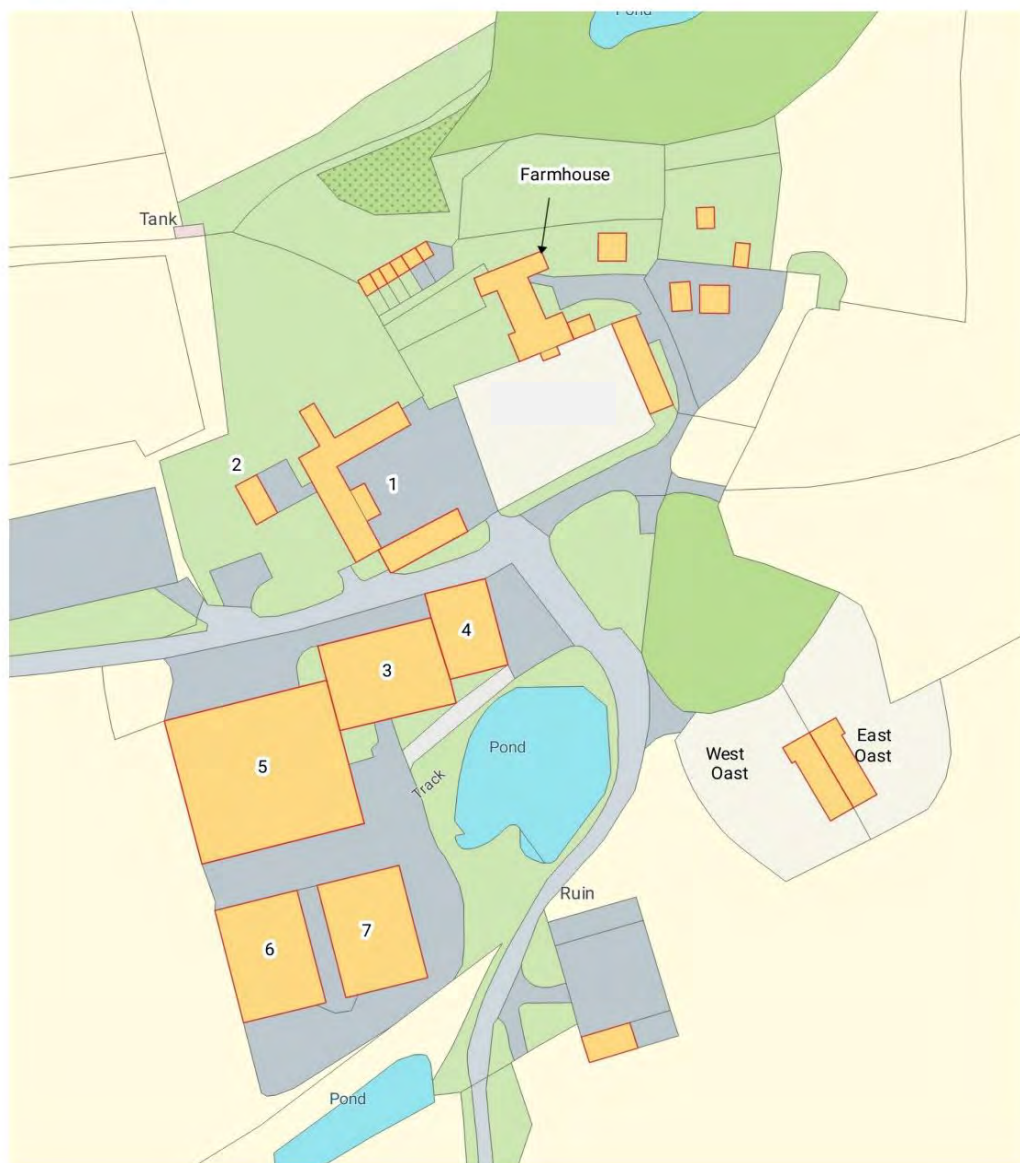 Pond
Farmhouse
Tank
2
1
4
3
West
Oast
East
Oast
Pond
5
Track
Ruin
7
6
Pond